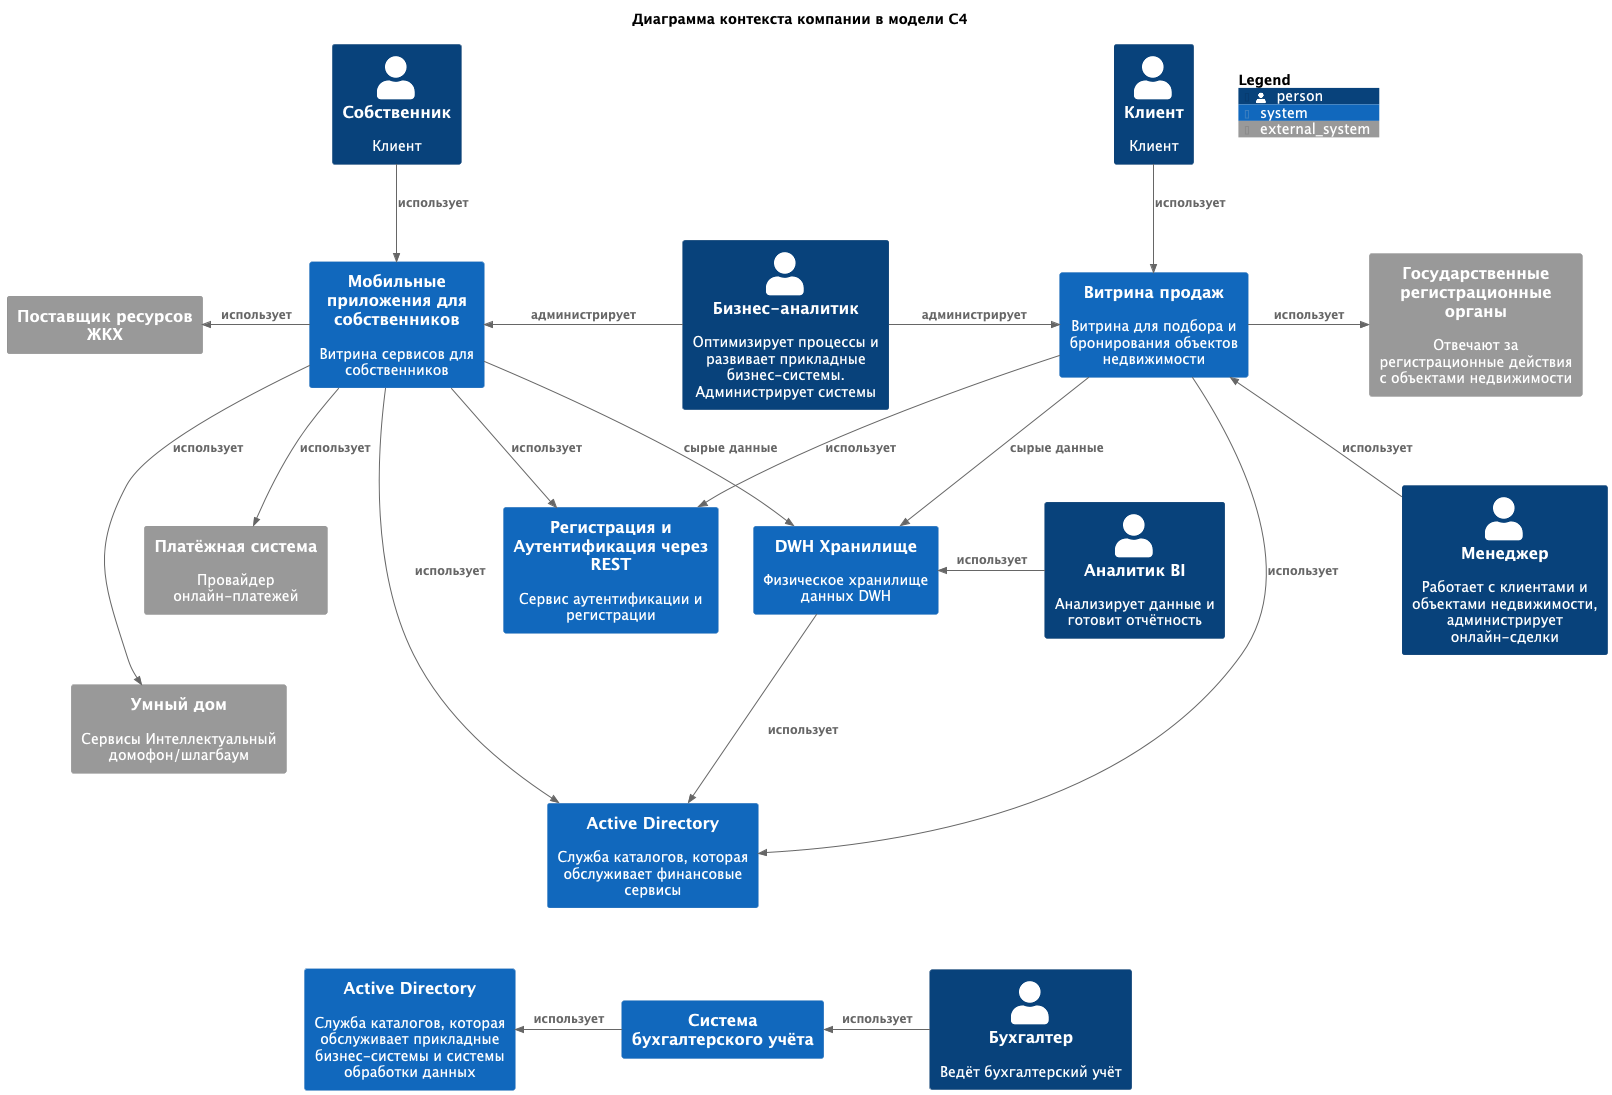 Диаграмма контекста компании в модели C4
Собственник
Клиент
Клиент
Клиент
Legend
person
system
external_system
использует
использует
Мобильные
приложения для
собственников
Витрина сервисов для
собственников
Бизнес-аналитик
Оптимизирует процессы и
развивает прикладные
бизнес-системы.
Администрирует системы
Витрина продаж
Витрина для подбора и
бронирования объектов
недвижимости
Государственные
регистрационные
органы
Отвечают за
регистрационные действия
с объектами недвижимости
Поставщик ресурсов
ЖКХ
использует
администрирует
администрирует
использует
использует
использует
использует
сырые данные
использует
сырые данные
использует
Платёжная система
Провайдер
онлайн-платежей
Регистрация и
Аутентификация через
REST
Сервис аутентификации и
регистрации
DWH Хранилище
Физическое хранилище
данных DWH
использует
Аналитик BI
Анализирует данные и
готовит отчётность
Менеджер
Работает с клиентами и
объектами недвижимости,
администрирует
онлайн-сделки
использует
использует
Умный дом
Сервисы Интеллектуальный
домофон/шлагбаум
использует
Active Directory
Служба каталогов, которая
обслуживает финансовые
сервисы
Active Directory
Служба каталогов, которая
обслуживает прикладные
бизнес-системы и системы
обработки данных
использует
Система
бухгалтерского учёта
использует
Бухгалтер
Ведёт бухгалтерский учёт